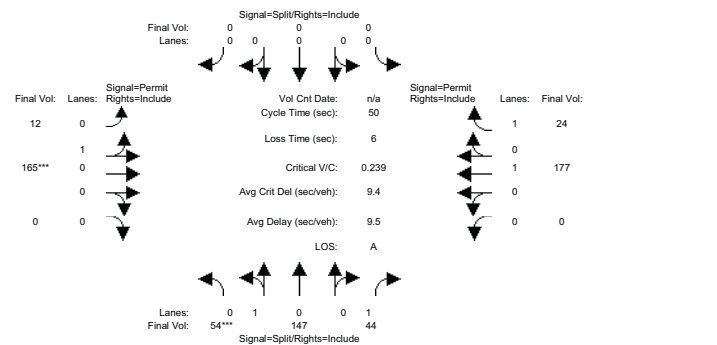 Signal=Split/Rights=Include
Final Vol: 0 0 0
Lanes: 0 0 0 0 0
Signal=Permit Signal=Permit
Final Vol: Lanes: Rights=Include Vol Cnt Date: n/a Rights=Include Lanes: Final Vol:
Cycle Time (sec): 50
12 0 1 24
Loss Time (sec): 6
1 0
165*** 0 Critical V/C: 0.239 1 177
0 Avg Crit Del (sec/veh): 9.4 0
0 0 Avg Delay (sec/veh): 9.5 0 0
LOS: A
Lanes: 0 1 0 0 1
Final Vol: 54*** 147 44
Signal=Split/Rights=Include